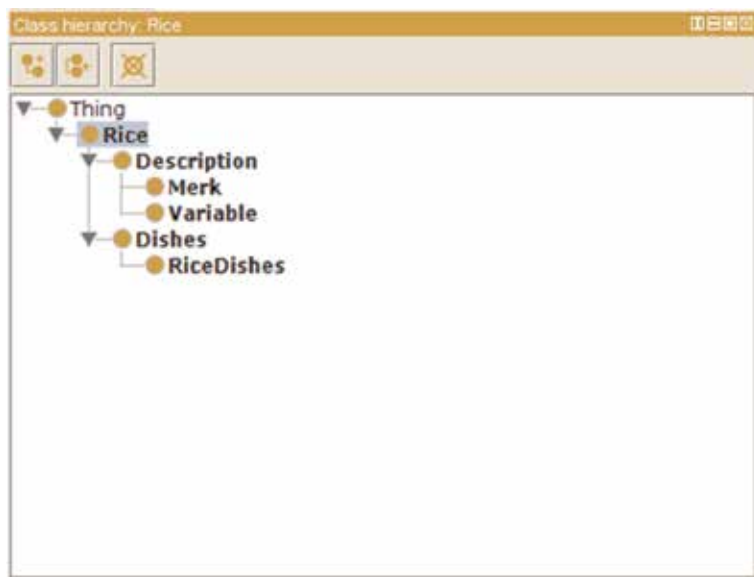 Class hierarchy: Rice
Thing
Rice
Description
Merk
Variable
Dishes
RiceDishes